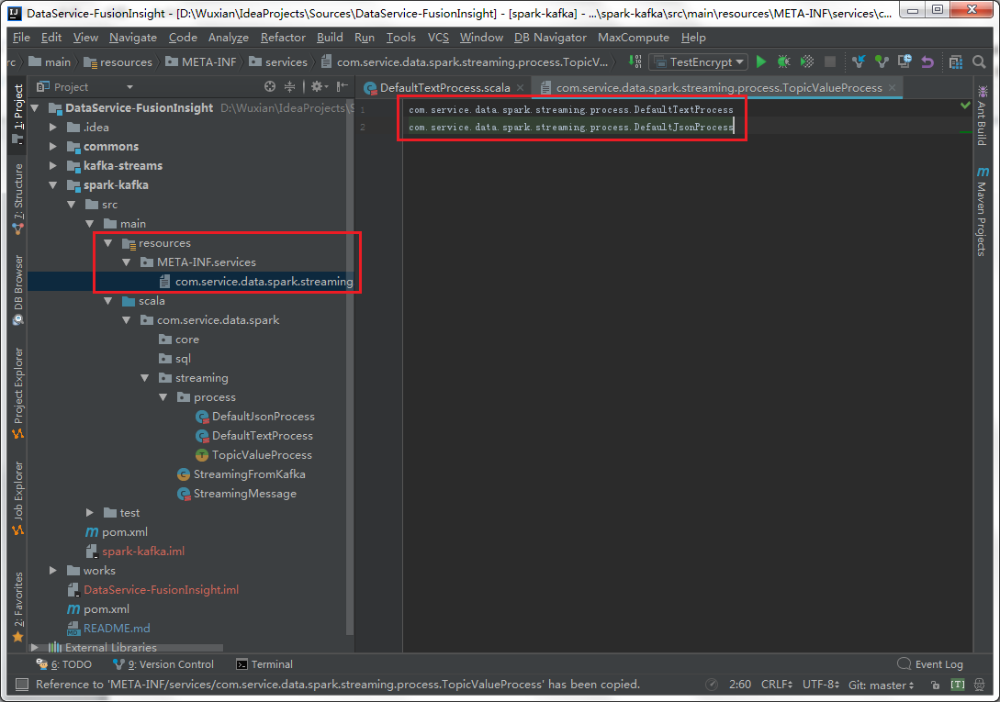 DataService-FusionInsight - [D:\Wuxian\IdeaProjects\Sources\DataService-FusionInsight] - [spark-kafka] - ...\spark-kafka\src\main\resources\META-INF\services\c...
File Edit View Navigate Code Analyze Refactor Build Run Tools VCS Window DB Navigator MaxCompute Help
rc main resources META-INF services com.service.data.spark.streaming.process.TopicV... TestEncrypt
Project
DefaultTextProcess.scala com.service.data.spark.streaming.process.TopicValueProcess
1 com.service.data.spark.streaming.process.DefaultTextProcess
2 com.service.data.spark.streaming.process.DefaultJsonProcess
DataService-FusionInsight D:\Wuxian\IdeaProjects\S
.idea
commons
kafka-streams
spark-kafka
src
main
resources
META-INF.services
com.service.data.spark.streaming
scala
com.service.data.spark
core
sql
streaming
process
DefaultJsonProcess
DefaultTextProcess
TopicValueProcess
StreamingFromKafka
StreamingMessage
test
pom.xml
spark-kafka.iml
works
DataService-FusionInsight.iml
pom.xml
README.md
External Libraries
1: Project
7: Structure
DB Browser
Project Explorer
Job Explorer
2: Favorites
Ant Build
Maven Projects
6: TODO 9: Version Control Terminal Event Log
Reference to 'META-INF/services/com.service.data.spark.streaming.process.TopicValueProcess' has been copied. 2:60 CRLF UTF-8 Git: master [T]